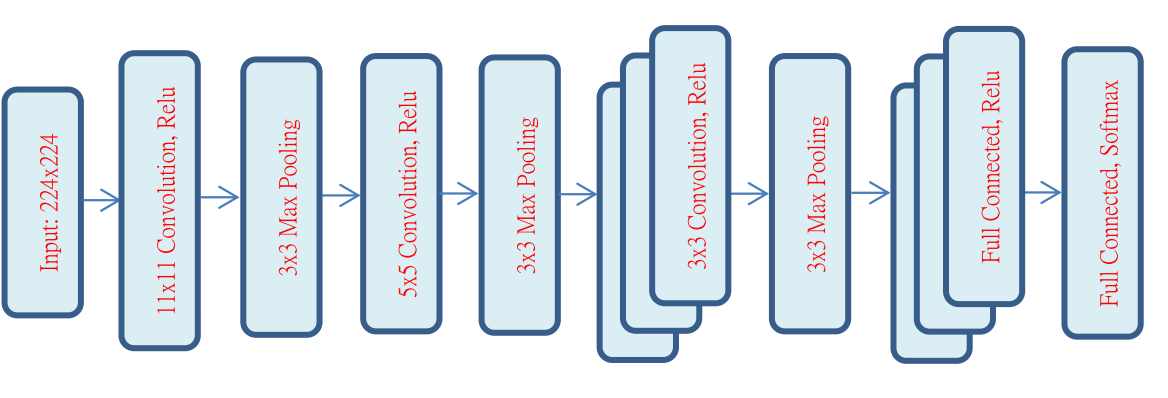 Input: 224x224
11x11 Convolution, Relu
3x3 Max Pooling
5x5 Convolution, Relu
3x3 Max Pooling
3x3 Convolution, Relu
3x3 Max Pooling
Full Connected, Relu
Full Connected, Softmax